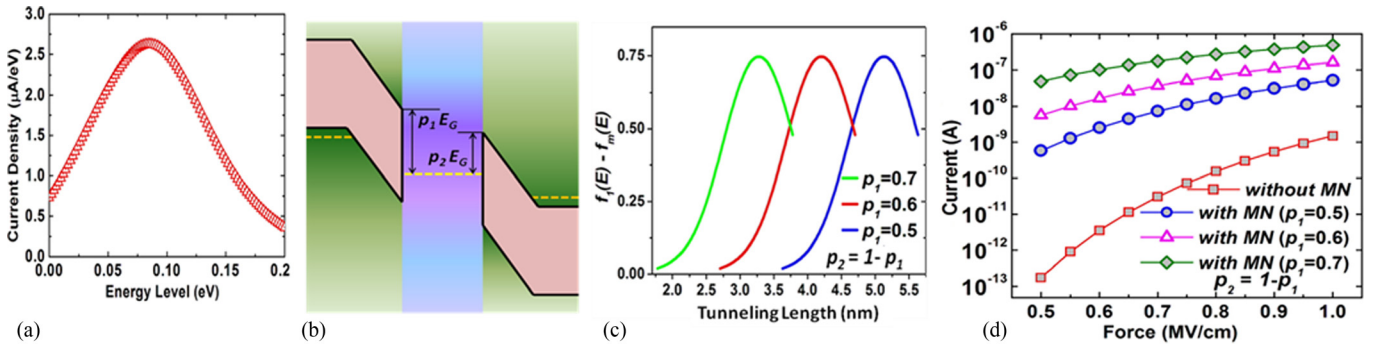 (a)
Current Density (μA/eV)
3.0
2.5
2.0
1.5
1.0
0.5
0.0
0.00 0.05 0.10 0.15 0.2
Energy Level (eV)
(b)
p₁E_G
p₂E_G
(c)
f₁(E) - f_m(E)
0.75
0.50
0.25
0.00
p₁=0.7
p₁=0.6
p₁=0.5
p₂ = 1- p₁
2.0 2.5 3.0 3.5 4.0 4.5 5.0 5.5
Tunneling Length (nm)
(d)
Current (A)
10⁻⁶
10⁻⁷
10⁻⁸
10⁻⁹
10⁻¹⁰
10⁻¹¹
10⁻¹²
10⁻¹³
without MN
with MN (p₁=0.5)
with MN (p₁=0.6)
with MN (p₁=0.7)
p₂ = 1-p₁
0.5 0.6 0.7 0.8 0.9 1.0
Force (MV/cm)